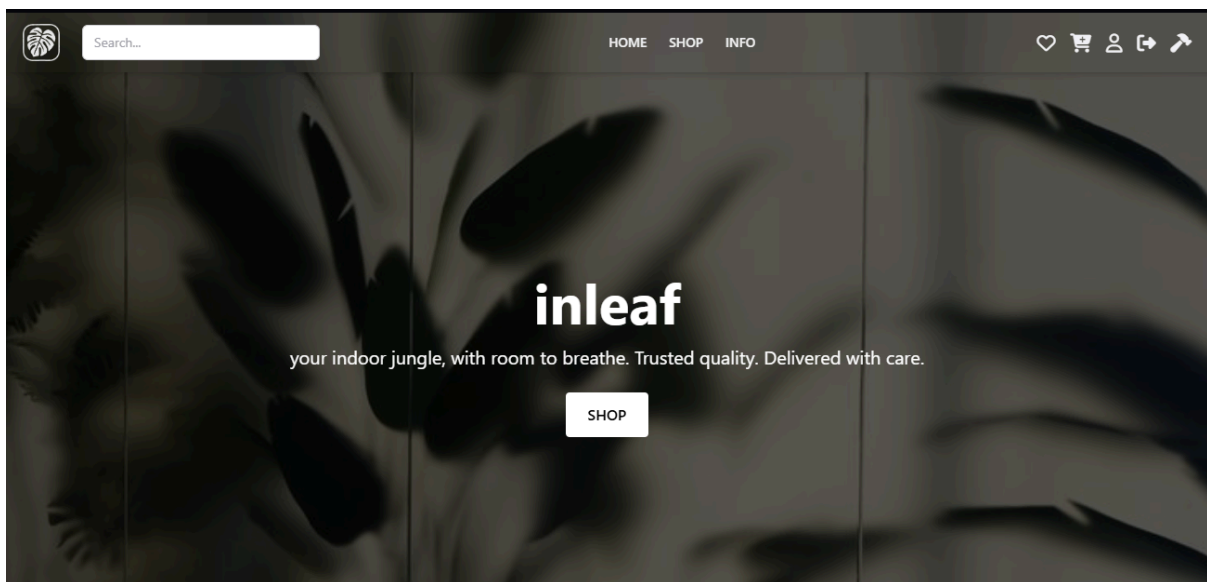 Search...
HOME SHOP INFO
inleaf
your indoor jungle, with room to breathe. Trusted quality. Delivered with care.
SHOP